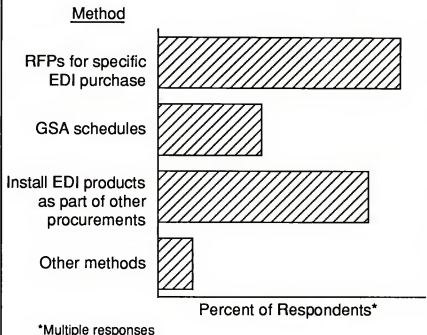 Method
RFPs for specific
EDI purchase
GSA schedules
Install EDI products
as part of other
procurements
Other methods
Percent of Respondents*
*Multiple responses